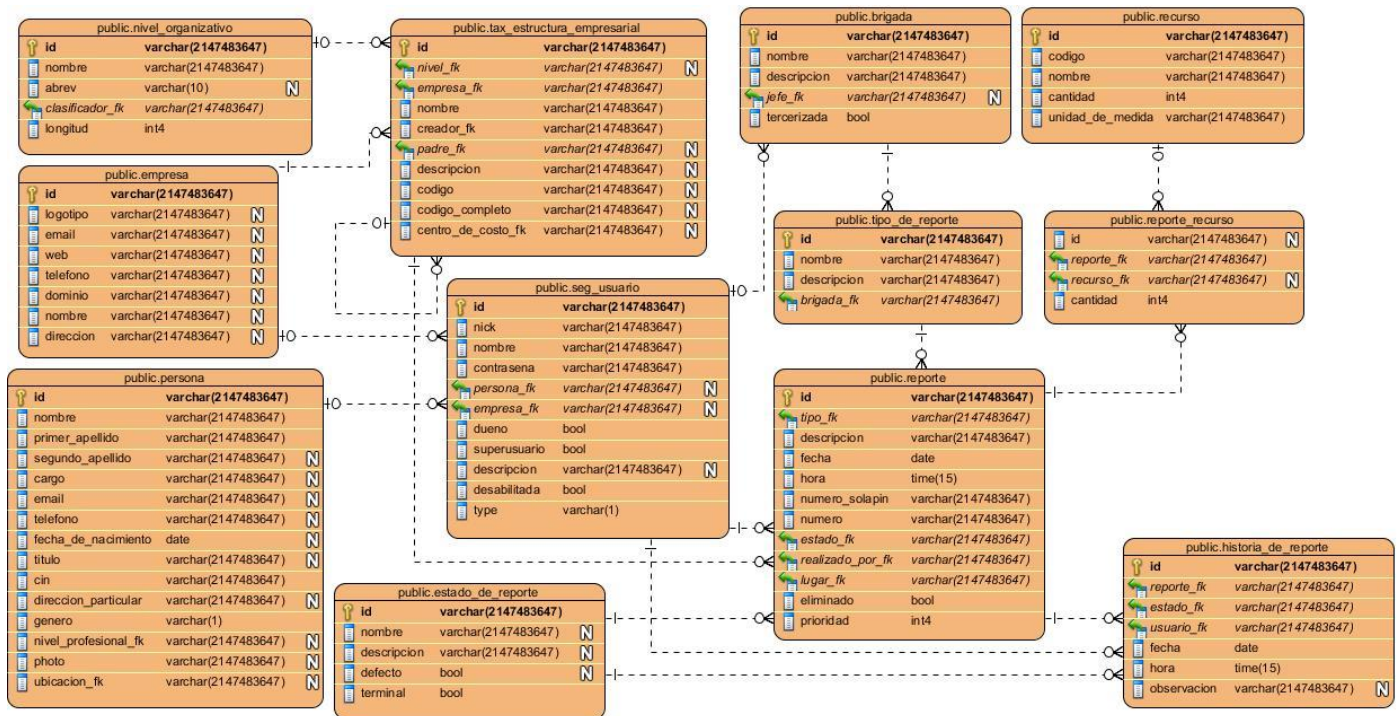 public.nivel_organizativo
id varchar(2147483647)
nombre varchar(2147483647)
abrev varchar(10) N
clasificador_fk varchar(2147483647)
longitud int4
public.tax_estructura_empresarial
id varchar(2147483647)
nivel_fk varchar(2147483647) N
empresa_fk varchar(2147483647)
nombre varchar(2147483647)
creador_fk varchar(2147483647)
padre_fk varchar(2147483647) N
descripcion varchar(2147483647) N
codigo varchar(2147483647) N
codigo_completo varchar(2147483647) N
centro_de_costo_fk varchar(2147483647) N
public.brigada
id varchar(2147483647)
nombre varchar(2147483647)
descripcion varchar(2147483647)
jefe_fk varchar(2147483647) N
tercerizada bool
public.recurso
id varchar(2147483647)
codigo varchar(2147483647)
nombre varchar(2147483647)
cantidad int4
unidad_de_medida varchar(2147483647)
public.empresa
id varchar(2147483647)
logotipo varchar(2147483647) N
email varchar(2147483647) N
web varchar(2147483647) N
telefono varchar(2147483647) N
dominio varchar(2147483647) N
nombre varchar(2147483647) N
direccion varchar(2147483647) N
public.tipo_de_reporte
id varchar(2147483647)
nombre varchar(2147483647)
descripcion varchar(2147483647)
brigada_fk varchar(2147483647)
public.reporte_recurso
id varchar(2147483647) N
reporte_fk varchar(2147483647)
recurso_fk varchar(2147483647) N
cantidad int4
public.seg_usuario
id varchar(2147483647)
nick varchar(2147483647)
nombre varchar(2147483647)
contrasena varchar(2147483647)
persona_fk varchar(2147483647) N
empresa_fk varchar(2147483647) N
dueno bool
superusuario bool
descripcion varchar(2147483647) N
desabilitada bool
type varchar(1)
public.persona
id varchar(2147483647)
nombre varchar(2147483647)
primer_apellido varchar(2147483647)
segundo_apellido varchar(2147483647) N
cargo varchar(2147483647) N
email varchar(2147483647) N
telefono varchar(2147483647) N
fecha_de_nacimiento date N
titulo varchar(2147483647) N
cin varchar(2147483647)
direccion_particular varchar(2147483647) N
genero varchar(1)
nivel_profesional_fk varchar(2147483647) N
photo varchar(2147483647) N
ubicacion_fk varchar(2147483647) N
public.reporte
id varchar(2147483647)
tipo_fk varchar(2147483647)
descripcion varchar(2147483647)
fecha date
hora time(15)
numero_solapin varchar(2147483647)
numero varchar(2147483647)
estado_fk varchar(2147483647)
realizado_por_fk varchar(2147483647)
lugar_fk varchar(2147483647)
eliminado bool
prioridad int4
public.estado_de_reporte
id varchar(2147483647)
nombre varchar(2147483647) N
descripcion varchar(2147483647) N
defecto bool N
terminal bool
public.historia_de_reporte
id varchar(2147483647)
reporte_fk varchar(2147483647)
estado_fk varchar(2147483647)
usuario_fk varchar(2147483647)
fecha date
hora time(15)
observacion varchar(2147483647) N